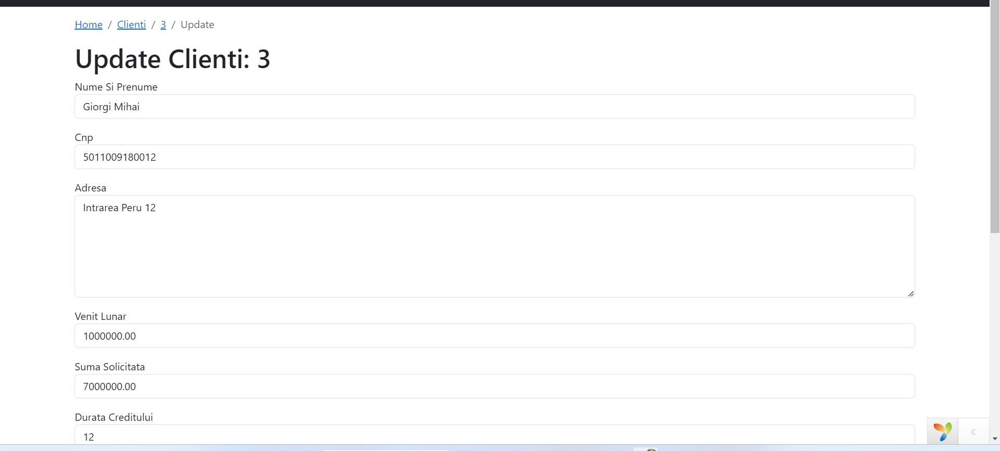 Home / Clienti / 3 / Update
Update Clienti: 3
Nume Si Prenume
Giorgi Mihai
Cnp
5011009180012
Adresa
Intrarea Peru 12
Venit Lunar
1000000.00
Suma Solicitata
7000000.00
Durata Creditului
12